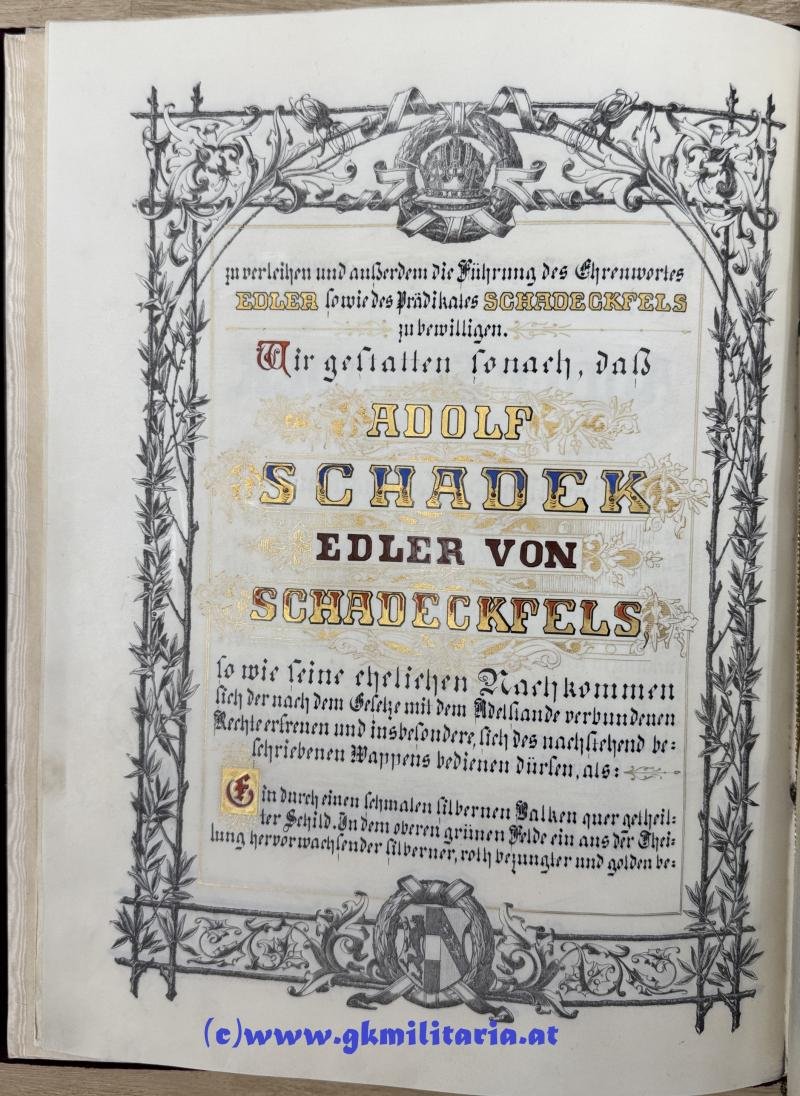 zu verleihen und außerdem die Führung des Ehrenwortes
EDLER sowie des Prädikates SCHADECKFELS
zu bewilligen.
Wir gestatten sonach, daß
ADOLF
SCHADEK
EDLER VON
SCHADECKFELS,
so wie seine ehelichen Nachkommen
sich der nach dem Gesetze mit dem Adelstande verbundenen
Rechte erfreuen und insbesondere, sich des nachstehend be-
schriebenen Wappens bedienen dürfen, als:
Ein durch einen schmalen silbernen Balken quer getheil-
ter Schild. In dem oberen grünen Felde ein aus der Thei-
lung hervorwachsender silberner, roth bezungter und golden be-
(c)www.gkmilitaria.at